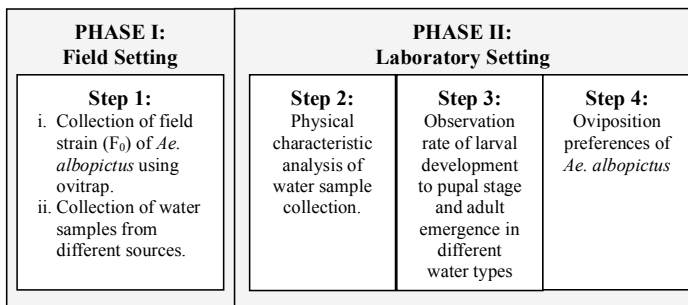 PHASE I:
Field Setting
PHASE II:
Laboratory Setting
Step 1:
i. Collection of field
strain (F₀) of Ae.
albopictus using
ovitrap.
ii. Collection of water
samples from
different sources.
Step 2:
Physical
characteristic
analysis of
water sample
collection.
Step 3:
Observation
rate of larval
development
to pupal stage
and adult
emergence in
different
water types
Step 4:
Oviposition
preferences of
Ae. albopictus